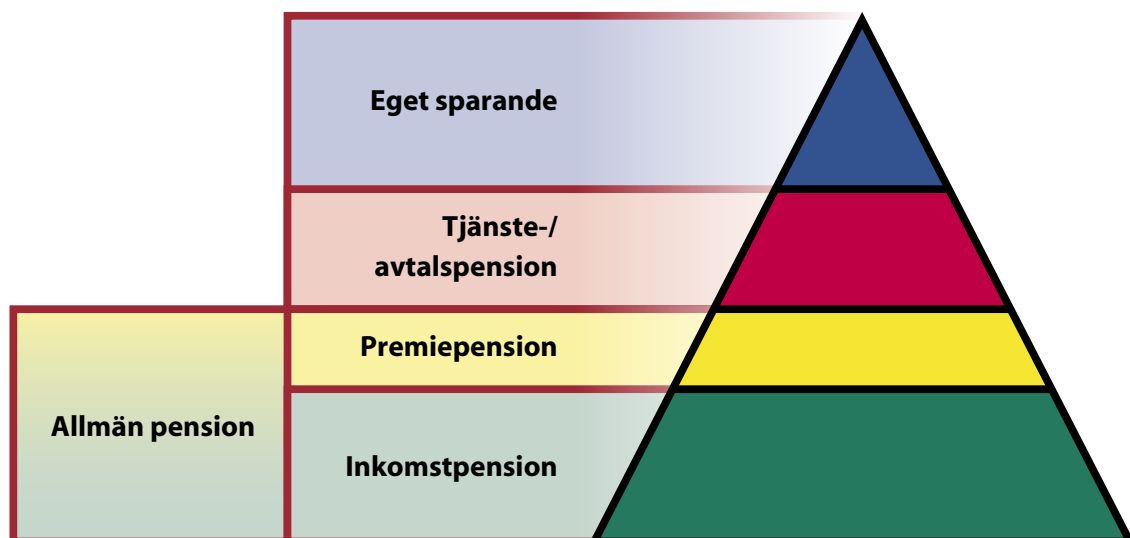 Eget sparande
Tjänste-/
avtalspension
Premiepension
Allmän pension
Inkomstpension